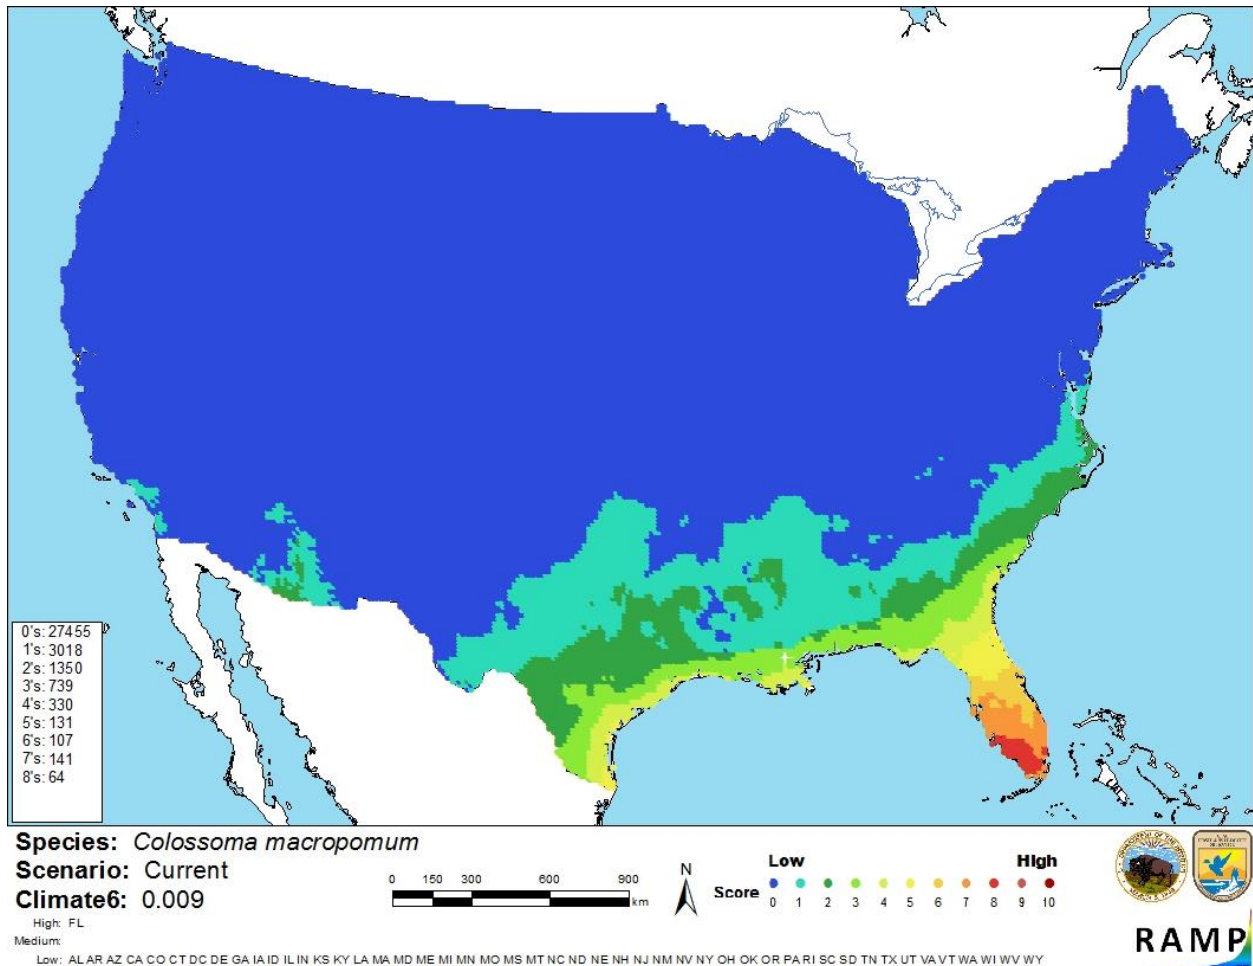 0's: 27455
1's: 3018
2's: 1350
3's: 739
4's: 330
5's: 131
6's: 107
7's: 141
8's: 64
Species: Colossoma macropomum
Scenario: Current
Climate6: 0.009
High: FL
Medium:
Low: AL AR AZ CA CO CT DC DE GA IA ID IL IN KS KY LA MA MD ME MI MN MO MS MT NC ND NE NH NJ NM NV NY OH OK OR PA RI SC SD TN TX UT VA VT WA WI WV WY
0 150 300 600 900
km
N
Low High
Score
0 1 2 3 4 5 6 7 8 9 10
RAMP